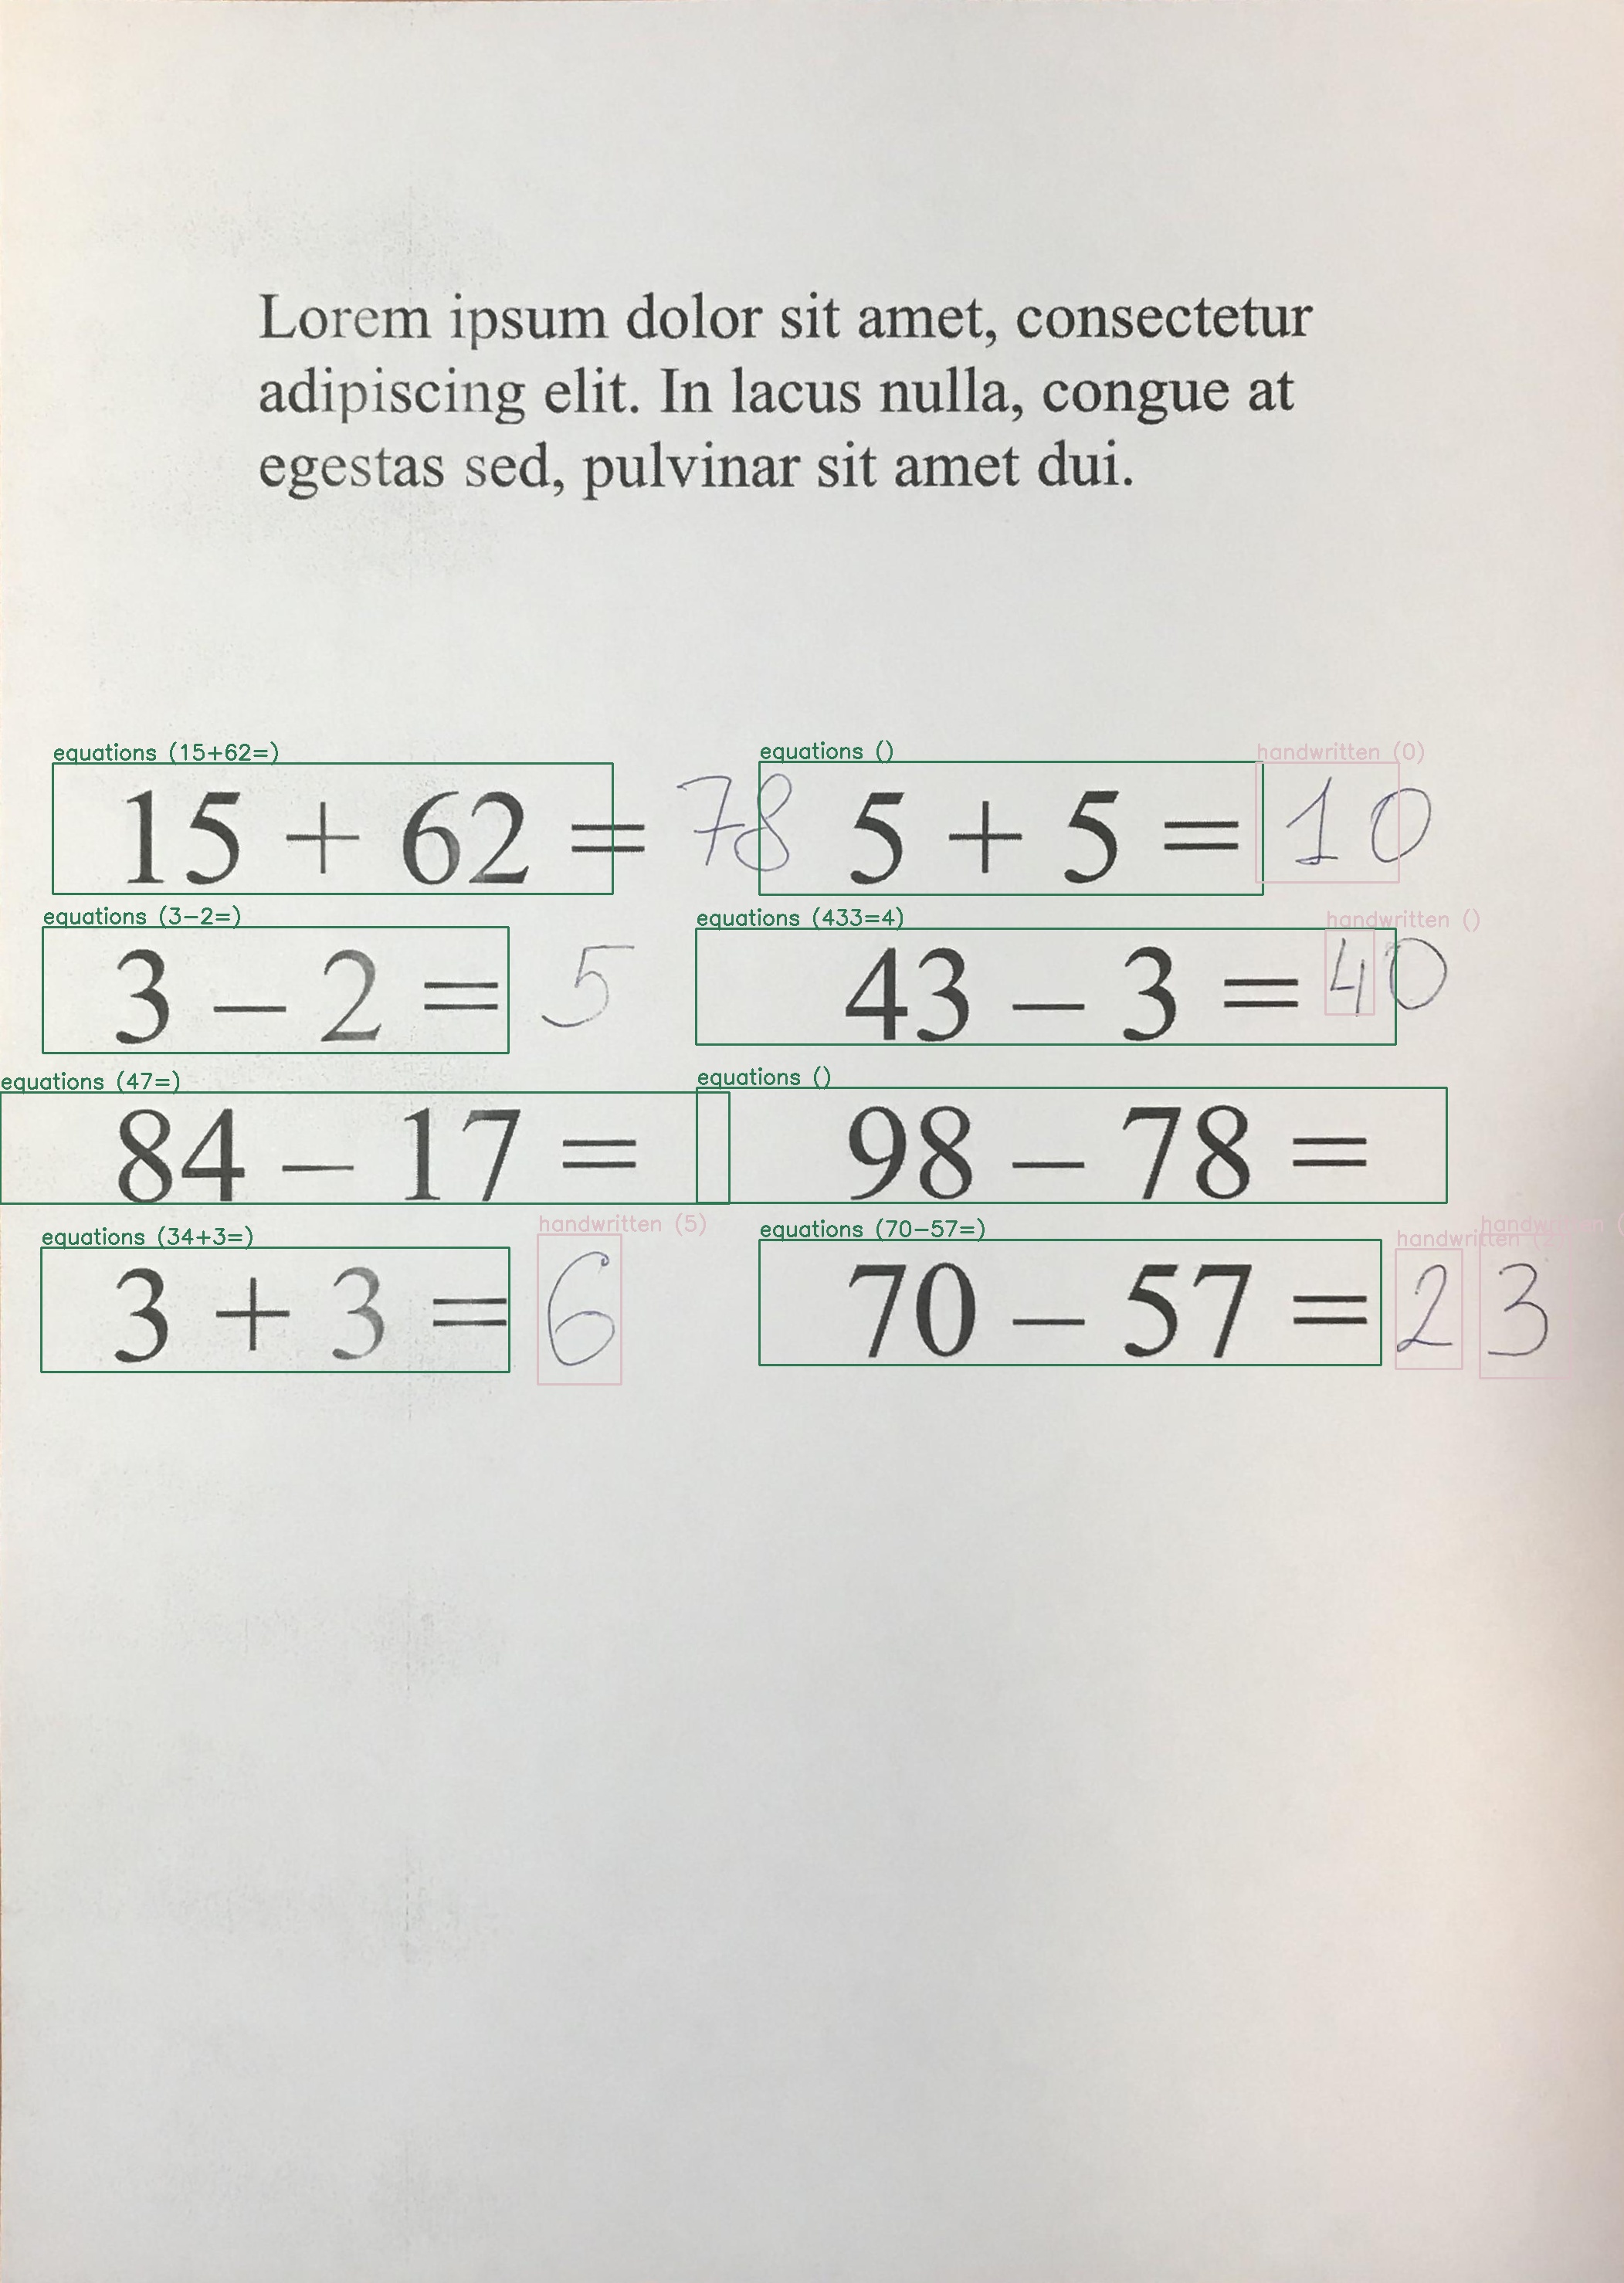 Lorem ipsum dolor sit amet, consectetur
adipiscing elit. In lacus nulla, congue at
egestas sed, pulvinar sit amet dui.
equations (15+62=)
equations ()
handwritten (0)
15 + 62 = 78
5 + 5 = 10
equations (3-2=)
equations (433=4)
handwritten ()
3 – 2 = 5
43 – 3 = 40
equations (47=)
equations ()
84 – 17 =
98 – 78 =
equations (34+3=)
handwritten (5)
equations (70-57=)
handwritten
handwritten
3 + 3 = 6
70 – 57 = 23